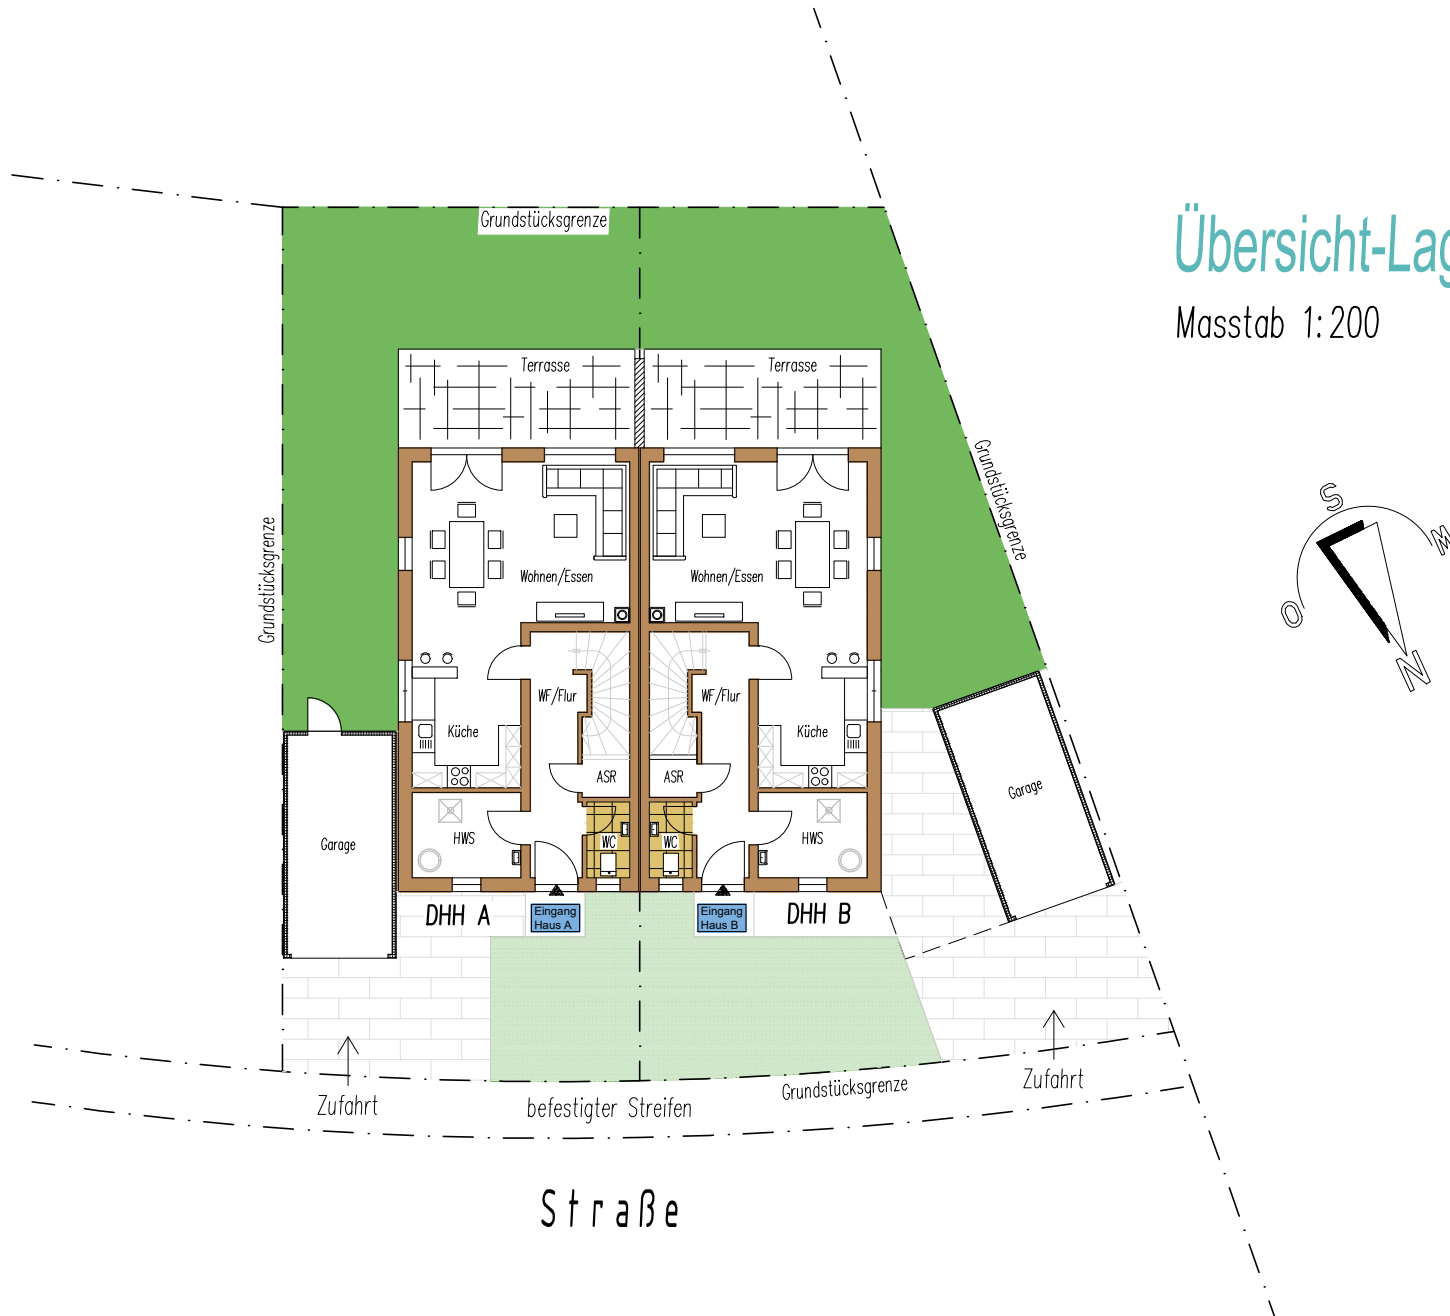 Übersicht-Lag
Masstab 1:200
Grundstücksgrenze
Terrasse
Terrasse
Grundstücksgrenze
Grundstücksgrenze
S
O
N
Wohnen/Essen
Wohnen/Essen
WF/Flur
WF/Flur
Küche
Küche
ASR
ASR
Garage
Garage
HWS
WC
WC
HWS
DHH A
Eingang
Haus A
Eingang
Haus B
DHH B
Zufahrt
befestigter Streifen
Grundstücksgrenze
Zufahrt
Straße